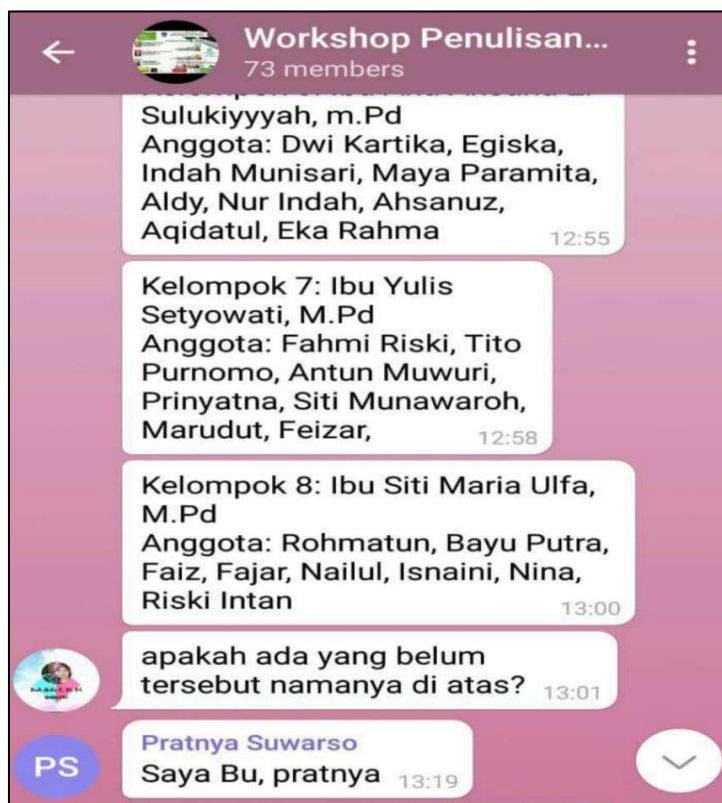 Workshop Penulisan...
73 members
Sulukiyyyah, m.Pd
Anggota: Dwi Kartika, Egiska,
Indah Munisari, Maya Paramita,
Aldy, Nur Indah, Ahsanuz,
Aqidatul, Eka Rahma 12:55
Kelompok 7: Ibu Yulis
Setyowati, M.Pd
Anggota: Fahmi Riski, Tito
Purnomo, Antun Muwuri,
Prinyatna, Siti Munawaroh,
Marudut, Feizar, 12:58
Kelompok 8: Ibu Siti Maria Ulfa,
M.Pd
Anggota: Rohmatun, Bayu Putra,
Faiz, Fajar, Nailul, Isnaini, Nina,
Riski Intan 13:00
apakah ada yang belum
tersebut namanya di atas? 13:01
PS
Pratnya Suwarso
Saya Bu, pratnya 13:19